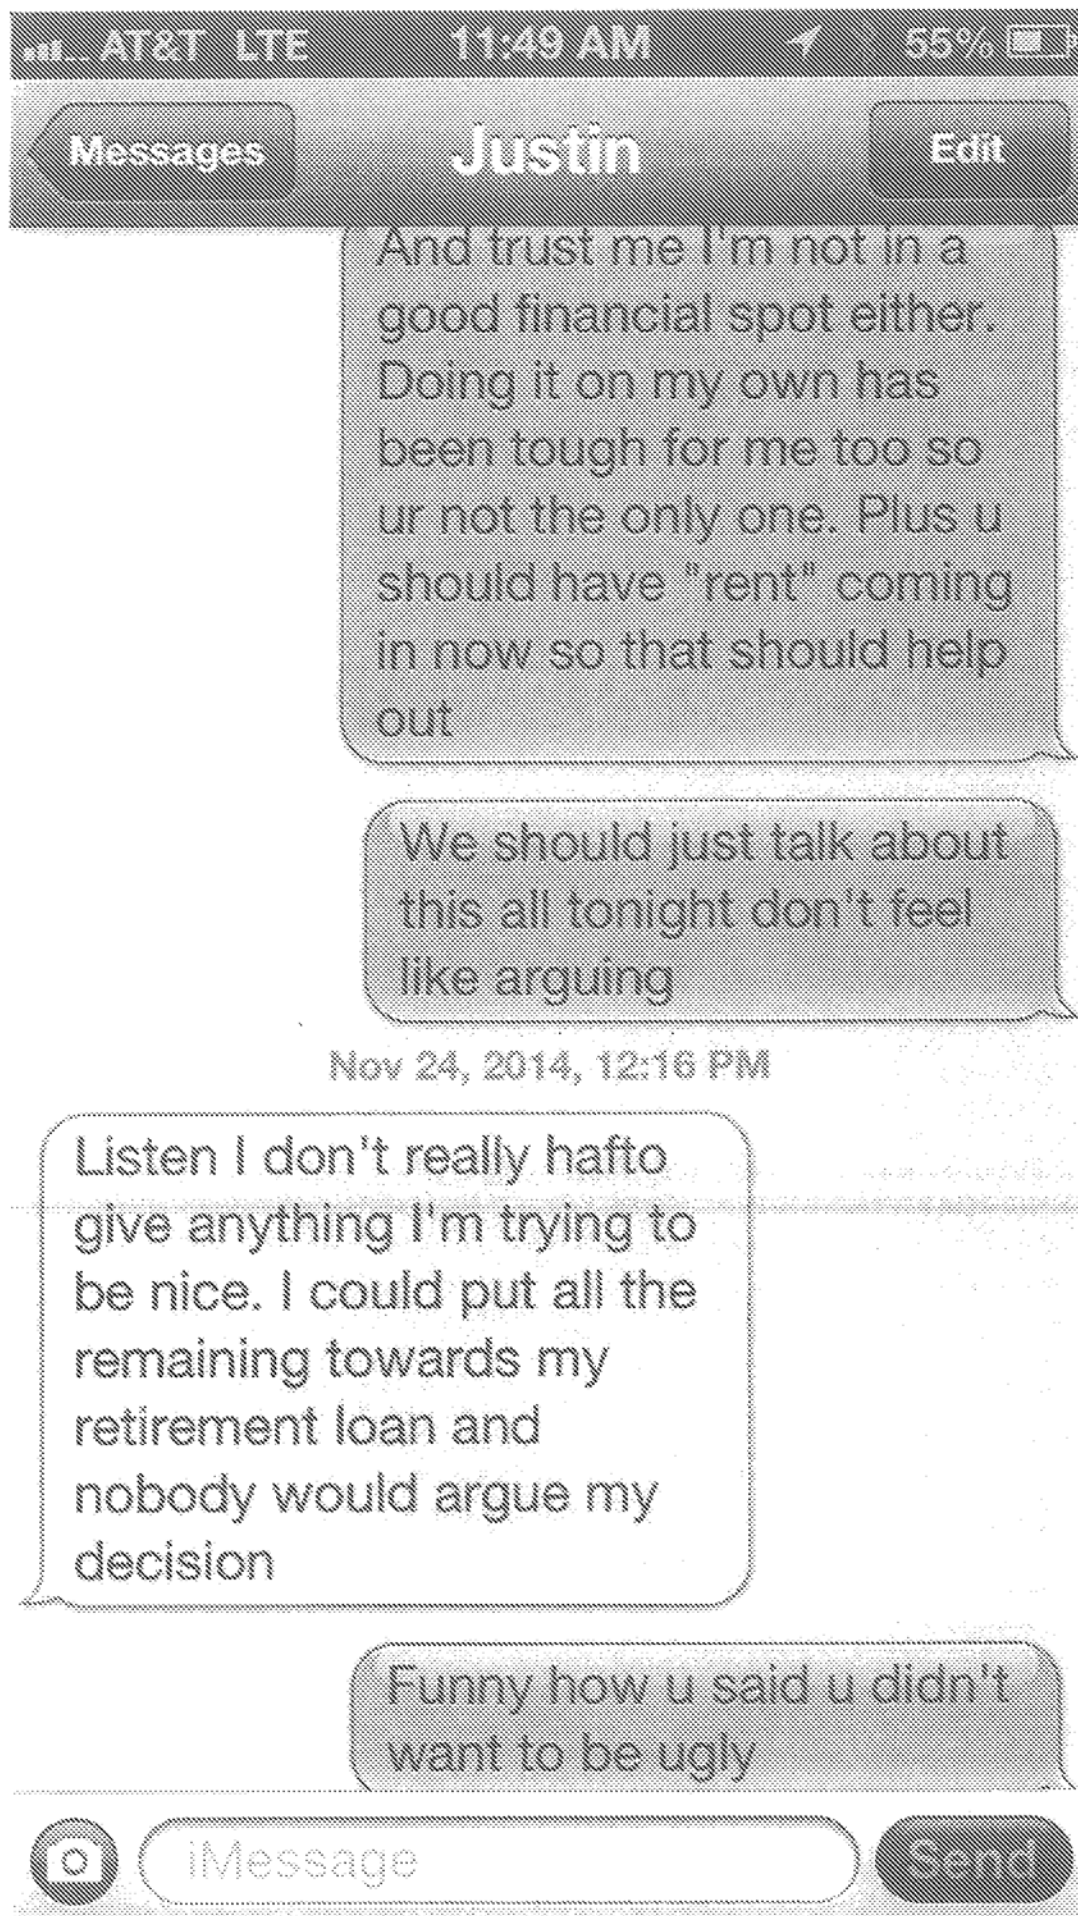 AT&T LTE 11:49 AM 55%
Messages Justin Edit
And trust me I'm not in a
good financial spot either.
Doing it on my own has
been tough for me too so
ur not the only one. Plus u
should have "rent" coming
in now so that should help
out
We should just talk about
this all tonight don't feel
like arguing
Nov 24, 2014, 12:16 PM
Listen I don't really hafto
give anything I'm trying to
be nice. I could put all the
remaining towards my
retirement loan and
nobody would argue my
decision
Funny how u said u didn't
want to be ugly
iMessage Send